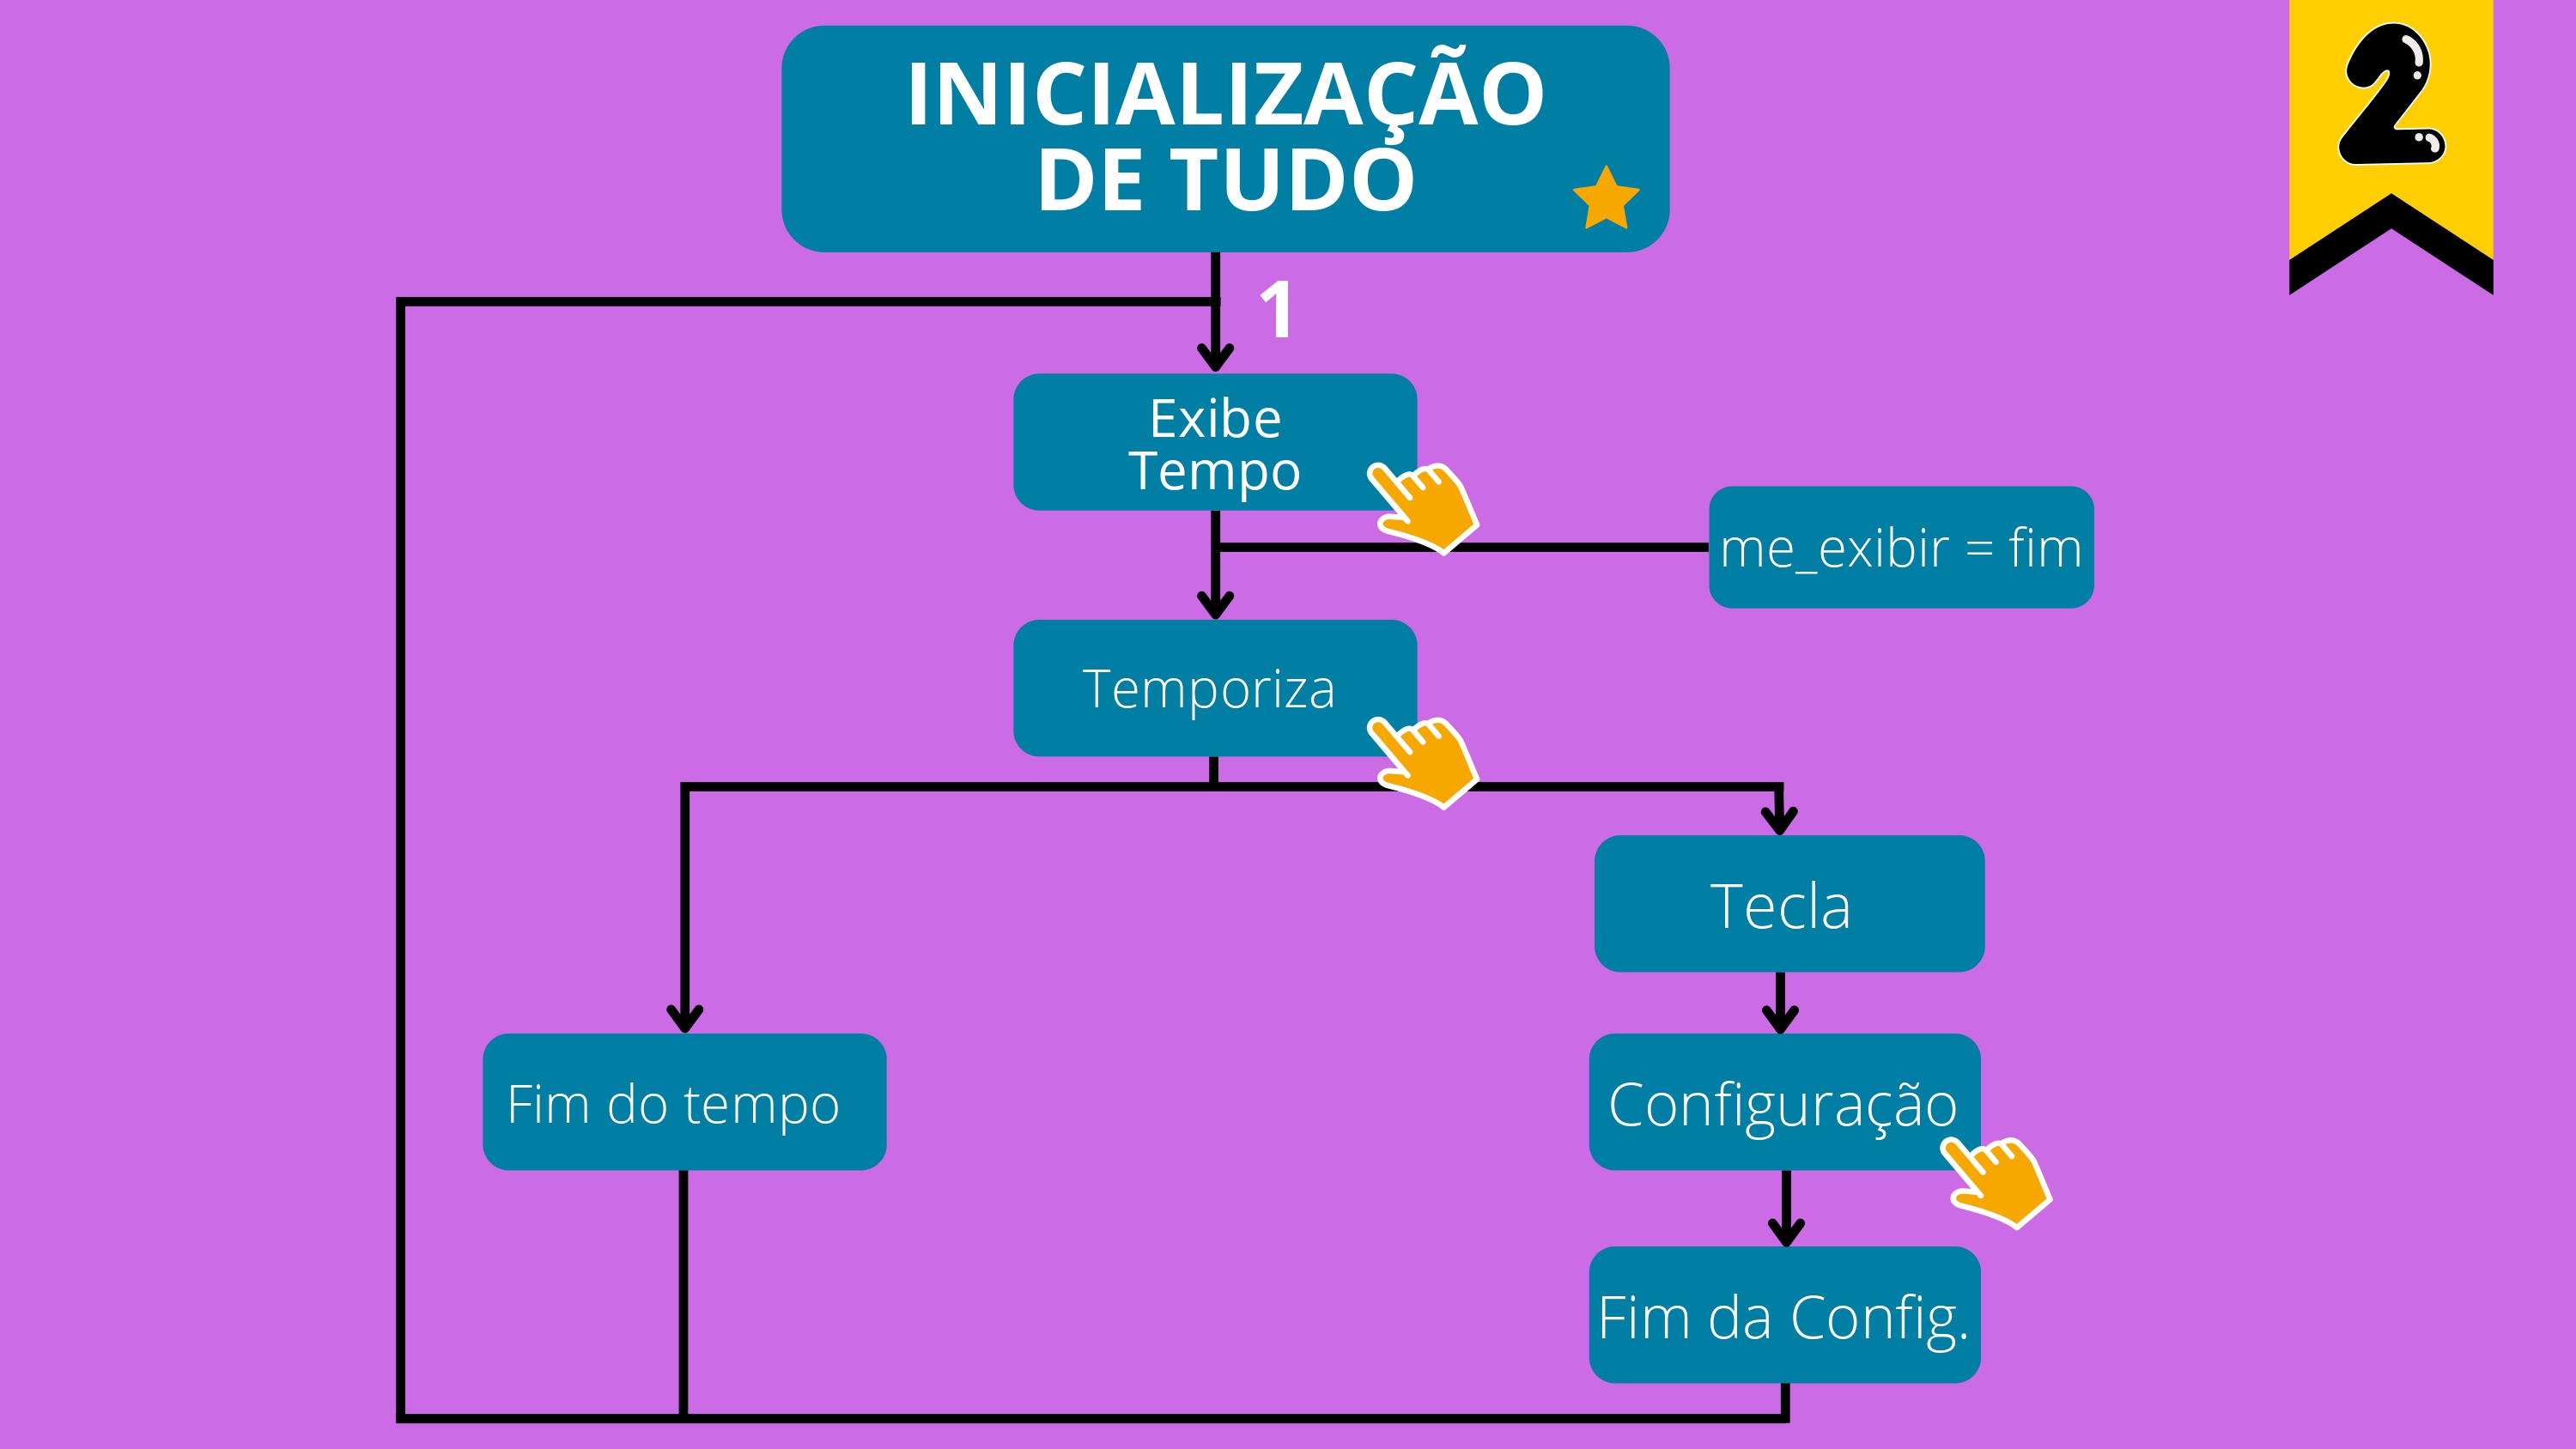 INICIALIZAÇÃO
DE TUDO
2
1
Exibe
Tempo
me_exibir = fim
Temporiza
Tecla
Fim do tempo
Configuração
Fim da Config.